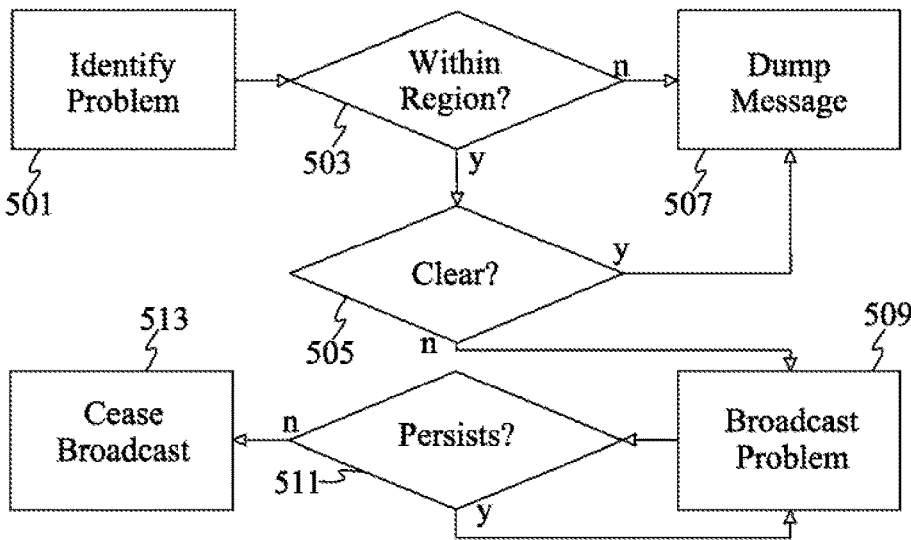 Identify
Problem
501
Within
Region?
503
n
y
Dump
Message
507
Clear?
505
y
n
513
Cease
Broadcast
n
Persists?
511
y
509
Broadcast
Problem